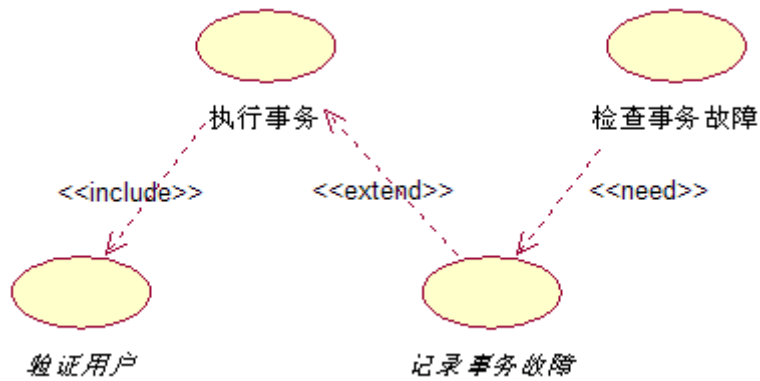 执行事务
检查事务故障
<<include>>
<<extend>>
<<need>>
验证用户
记录事务故障